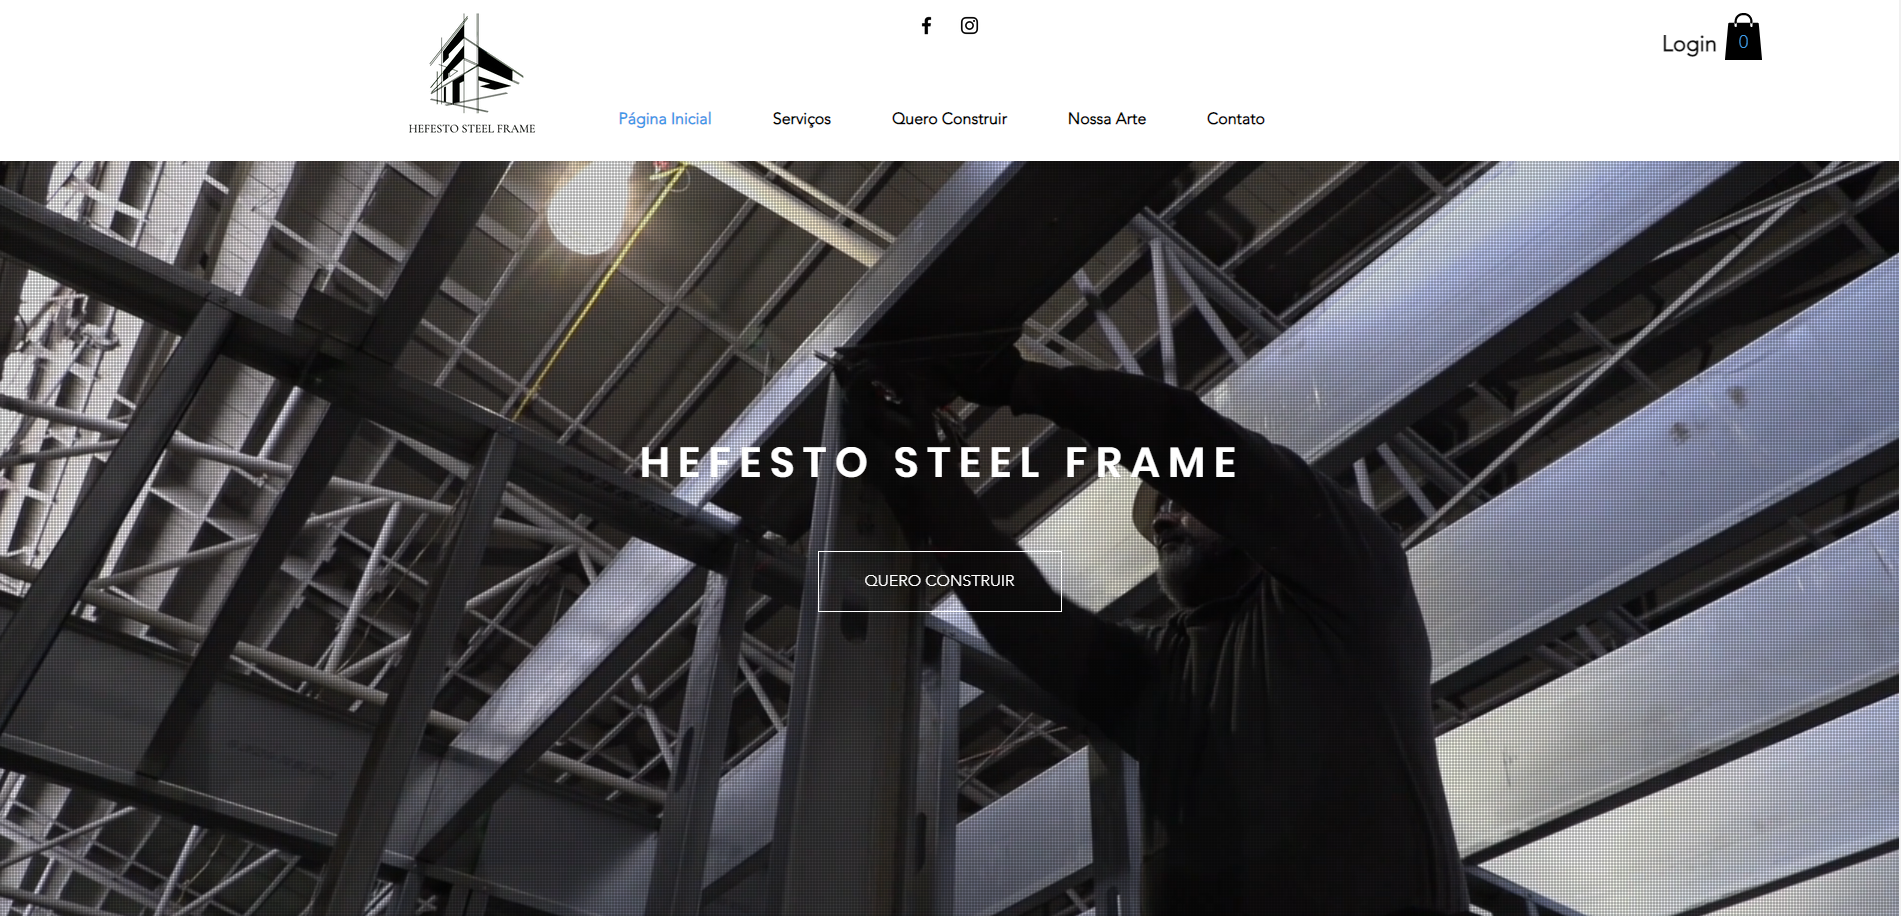 HEFESTO STEEL FRAME
Login
0
Página Inicial
Serviços
Quero Construir
Nossa Arte
Contato
HEFESTO STEEL FRAME
QUERO CONSTRUIR